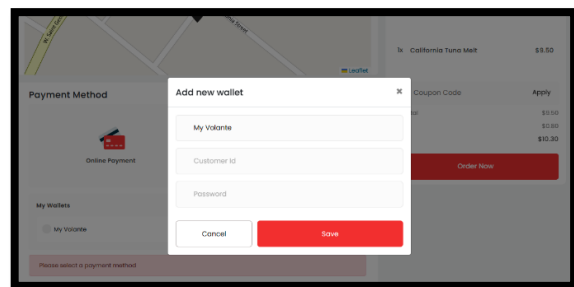 Leaflet
1x California Tuna Melt $9.50
Payment Method
Add new wallet ×
Coupon Code Apply
My Volante
$9.50
$0.80
$10.30
Customer Id
Online Payment
Order Now
Password
My Wallets
My Volante
Cancel Save
Please select a payment method